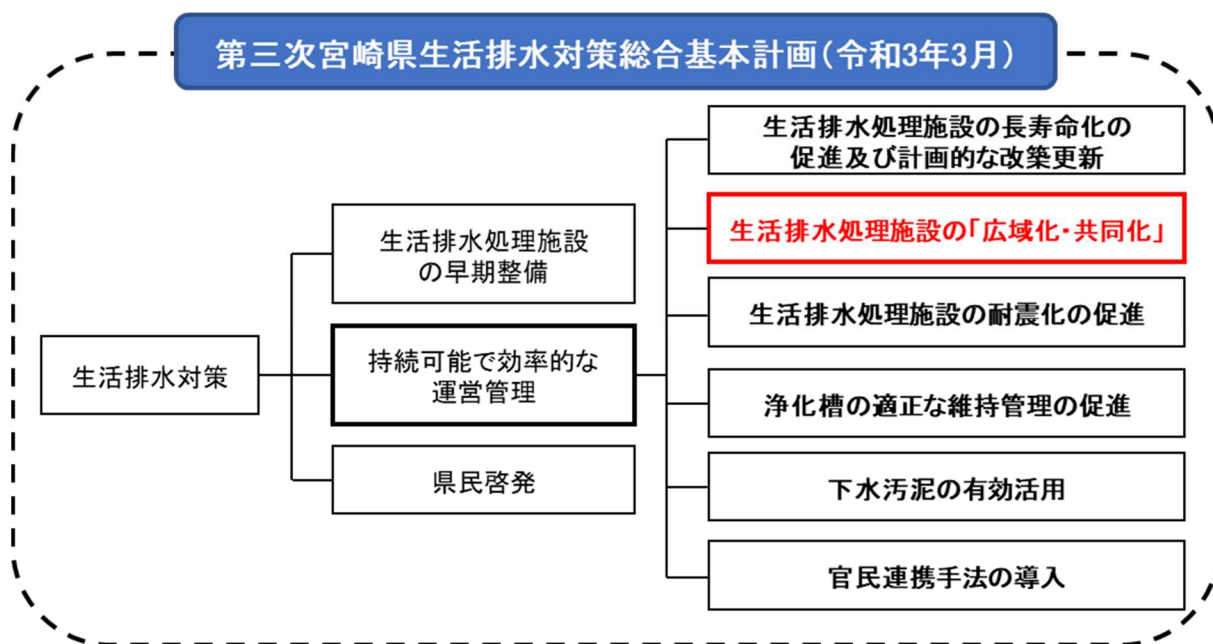 第三次宮崎県生活排水対策総合基本計画（令和3年3月）
生活排水対策
生活排水処理施設
の早期整備
持続可能で効率的な
運営管理
県民啓発
生活排水処理施設の長寿命化の
促進及び計画的な改築更新
生活排水処理施設の「広域化・共同化」
生活排水処理施設の耐震化の促進
浄化槽の適正な維持管理の促進
下水汚泥の有効活用
官民連携手法の導入